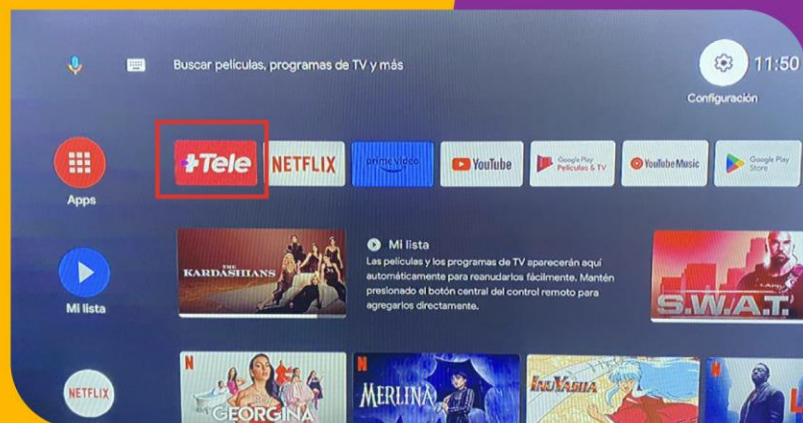 Buscar películas, programas de TV y más
11:50
Configuración
+Tele
NETFLIX
prime video
YouTube
Google Play
Películas & TV
YouTube Music
Google Play
Store
Apps
THE
KARDASHIANS
Mi lista
Las películas y los programas de TV aparecerán aquí
automáticamente para reanudarlos fácilmente. Mantén
presionado el botón central del control remoto para
agregarlos directamente.
S.W.A.T.
Mi lista
NETFLIX
N
GEORGINA
N
MERLINA
INUYASHA
N